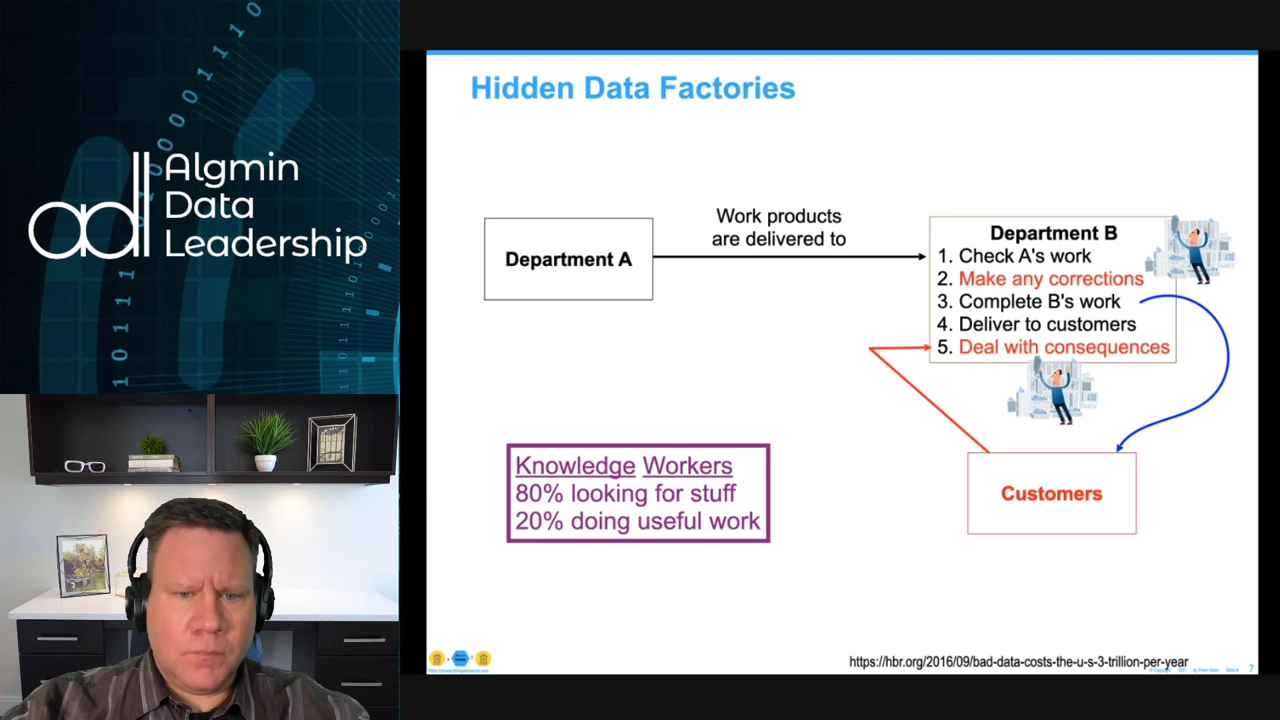 Algmin
Data
Leadership
Hidden Data Factories
Department A
Work products
are delivered to
Department B
1. Check A's work
2. Make any corrections
3. Complete B's work
4. Deliver to customers
5. Deal with consequences
Knowledge Workers
80% looking for stuff
20% doing useful work
Customers
https://hbr.org/2016/09/bad-data-costs-the-u-s-3-trillion-per-year
7